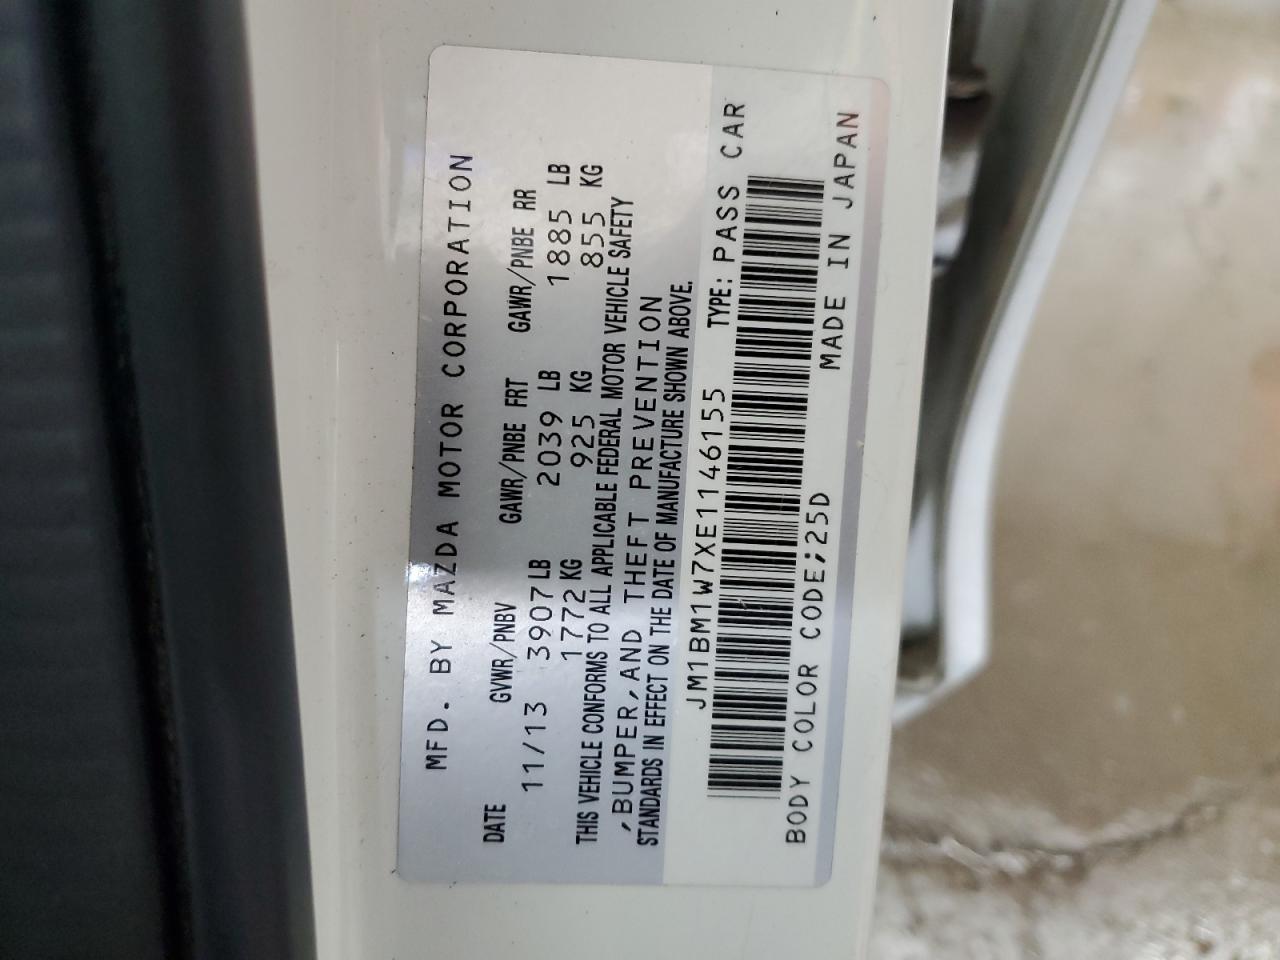 MFD. BY MAZDA MOTOR CORPORATION
DATE GVWR/PNBV GAWR/PNBE FRT GAWR/PNBE RR
11/13 3907 LB 2039 LB 1885 LB
1772 KG 925 KG 855 KG
THIS VEHICLE CONFORMS TO ALL APPLICABLE FEDERAL MOTOR VEHICLE SAFETY
,BUMPER,AND THEFT PREVENTION
STANDARDS IN EFFECT ON THE DATE OF MANUFACTURE SHOWN ABOVE.
JM1BM1W7XE1146155 TYPE: PASS CAR
BODY COLOR CODE;25D MADE IN JAPAN